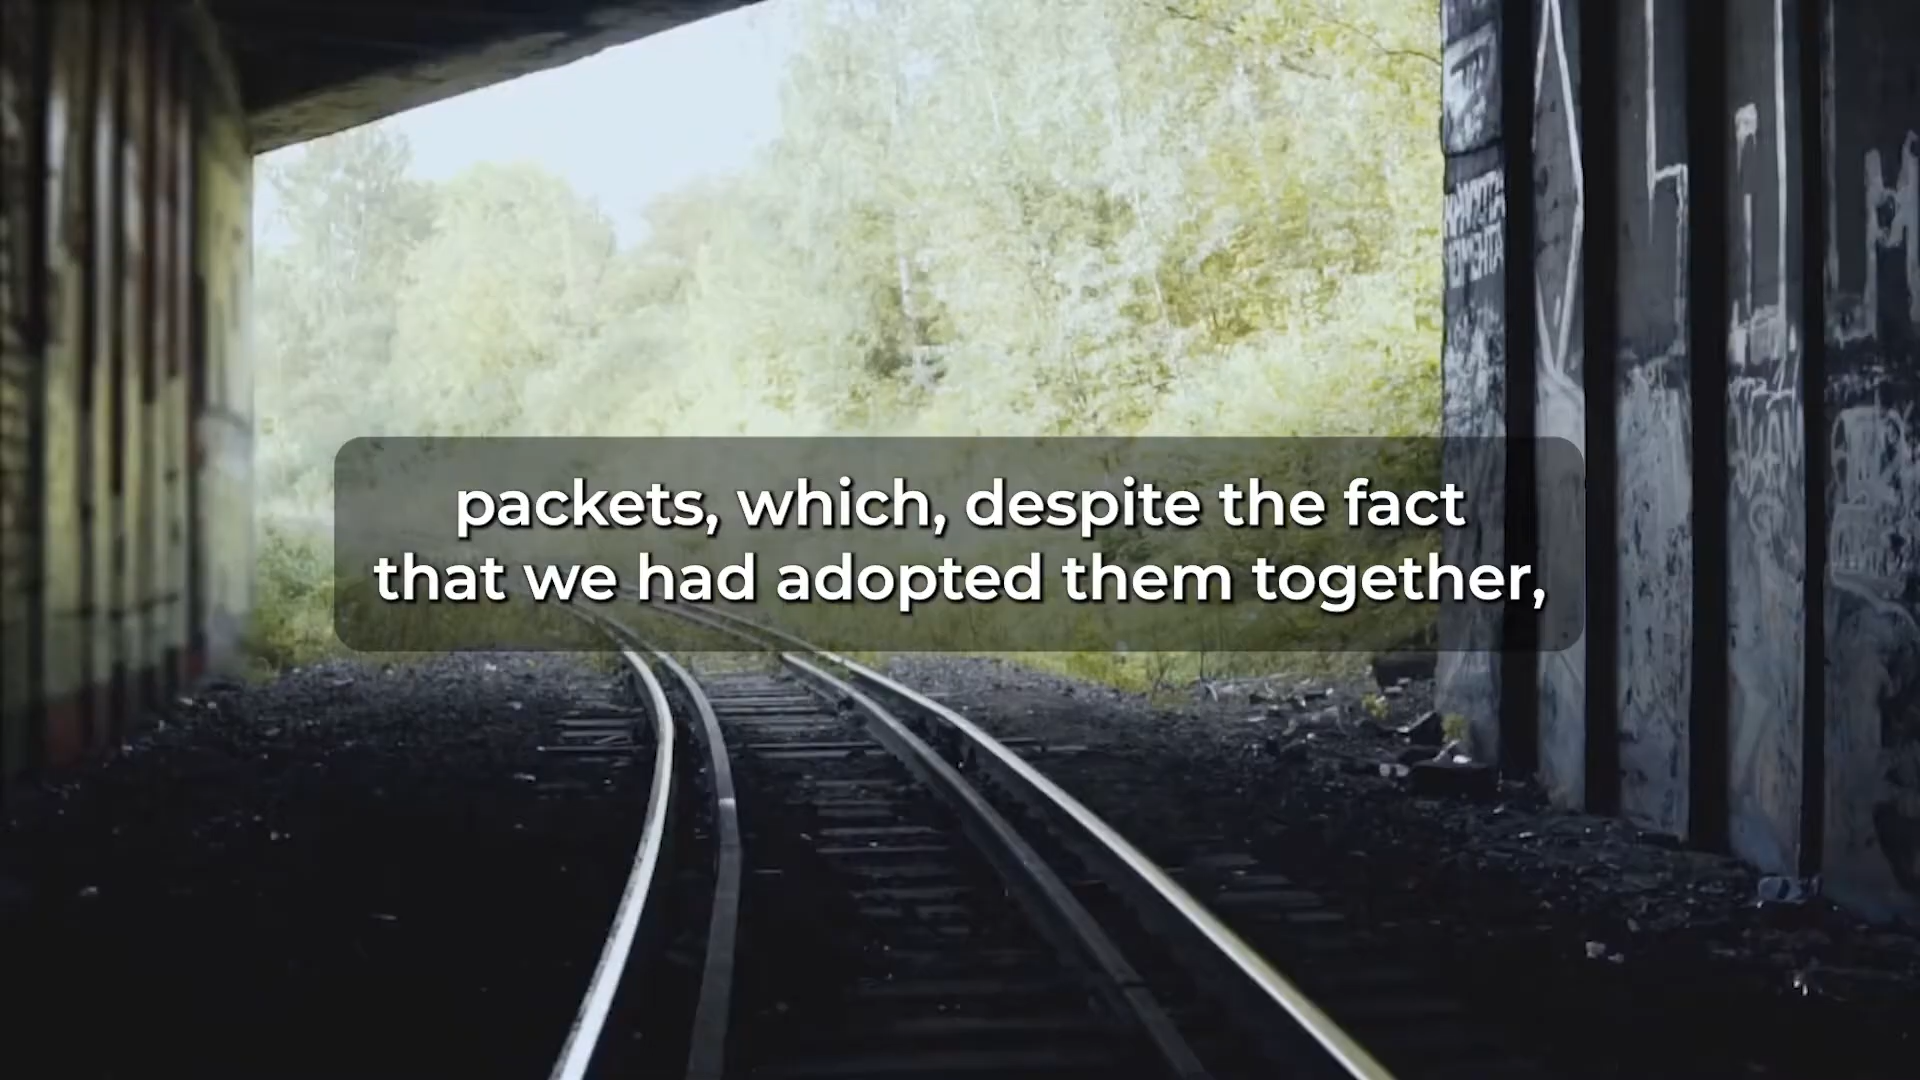 packets, which, despite the fact
that we had adopted them together,